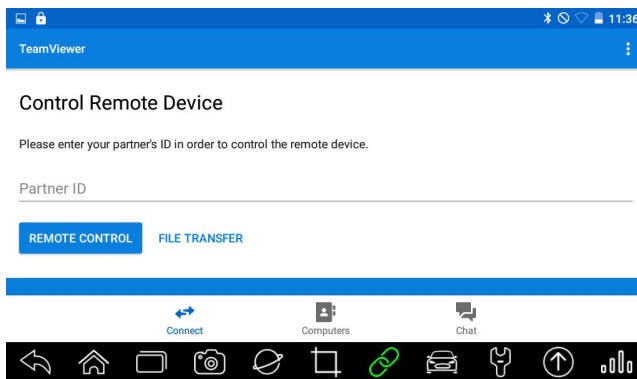 11:36
TeamViewer
Control Remote Device
Please enter your partner's ID in order to control the remote device.
Partner ID
REMOTE CONTROL FILE TRANSFER
Connect Computers Chat